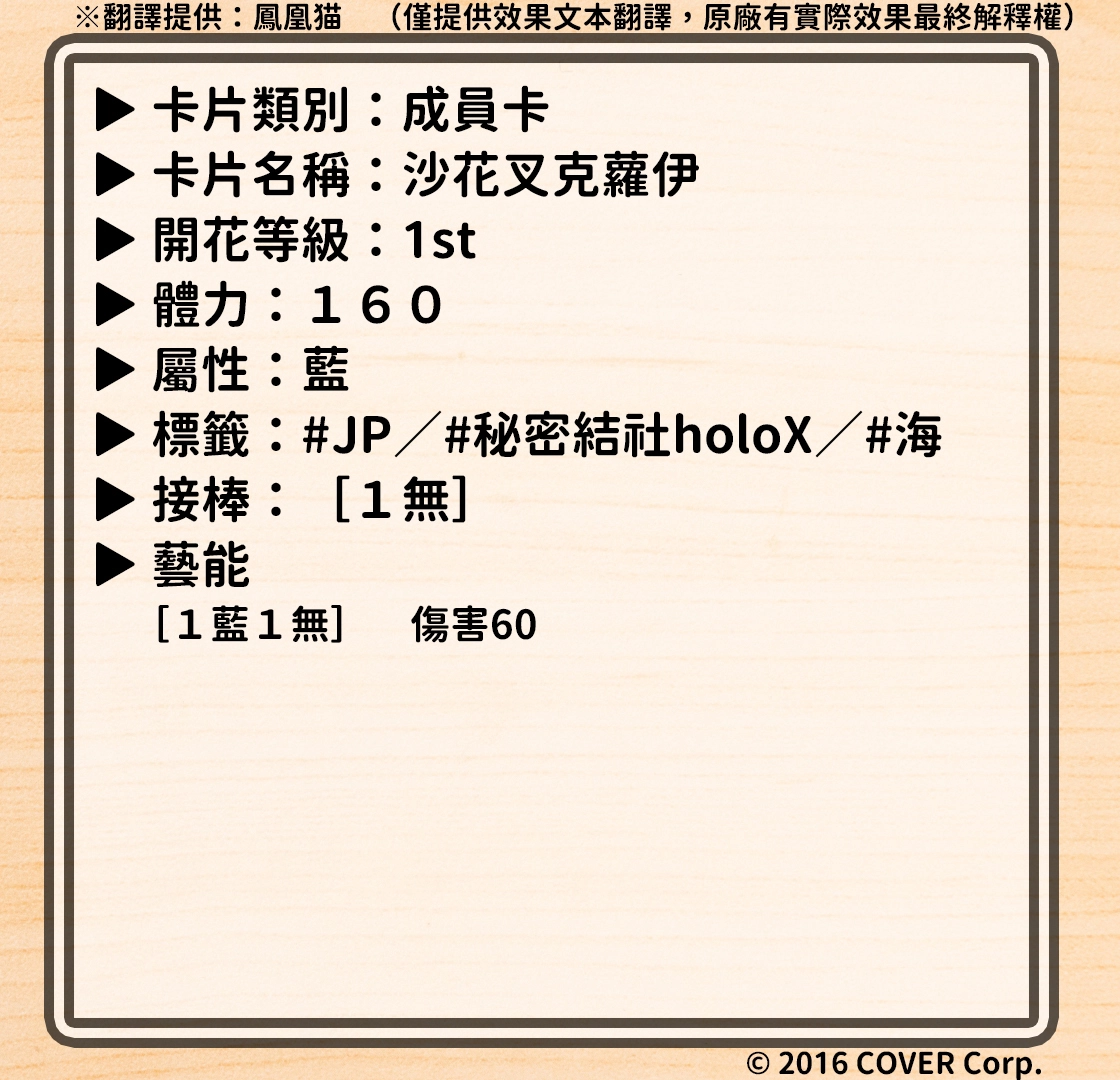 ※翻譯提供：鳳凰猫　（僅提供效果文本翻譯，原廠有實際效果最終解釋權）
▶ 卡片類別：成員卡
▶ 卡片名稱：沙花叉克蘿伊
▶ 開花等級：1st
▶ 體力：１６０
▶ 屬性：藍
▶ 標籤：#JP／#秘密結社holoX／#海
▶ 接棒：［１無］
▶ 藝能
［１藍１無］　傷害60
© 2016 COVER Corp.